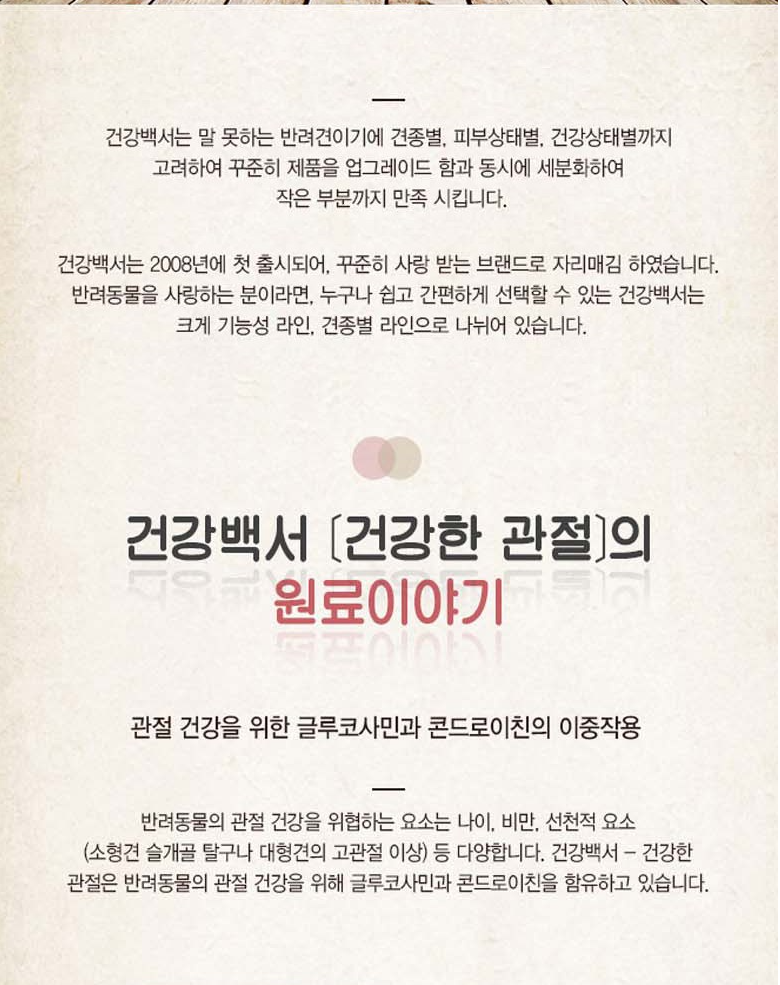 건강백서는 말 못하는 반려견이기에 견종별, 피부상태별, 건강상태별까지
고려하여 꾸준히 제품을 업그레이드 함과 동시에 세분화하여
작은 부분까지 만족 시킵니다.
건강백서는 2008년에 첫 출시되어, 꾸준히 사랑 받는 브랜드로 자리매김 하였습니다.
반려동물을 사랑하는 분이라면, 누구나 쉽고 간편하게 선택할 수 있는 건강백서는
크게 기능성 라인, 견종별 라인으로 나뉘어 있습니다.
건강백서 [건강한 관절]의
원료이야기
관절 건강을 위한 글루코사민과 콘드로이친의 이중작용
반려동물의 관절 건강을 위협하는 요소는 나이, 비만, 선천적 요소
(소형견 슬개골 탈구나 대형견의 고관절 이상) 등 다양합니다. 건강백서 - 건강한
관절은 반려동물의 관절 건강을 위해 글루코사민과 콘드로이친을 함유하고 있습니다.